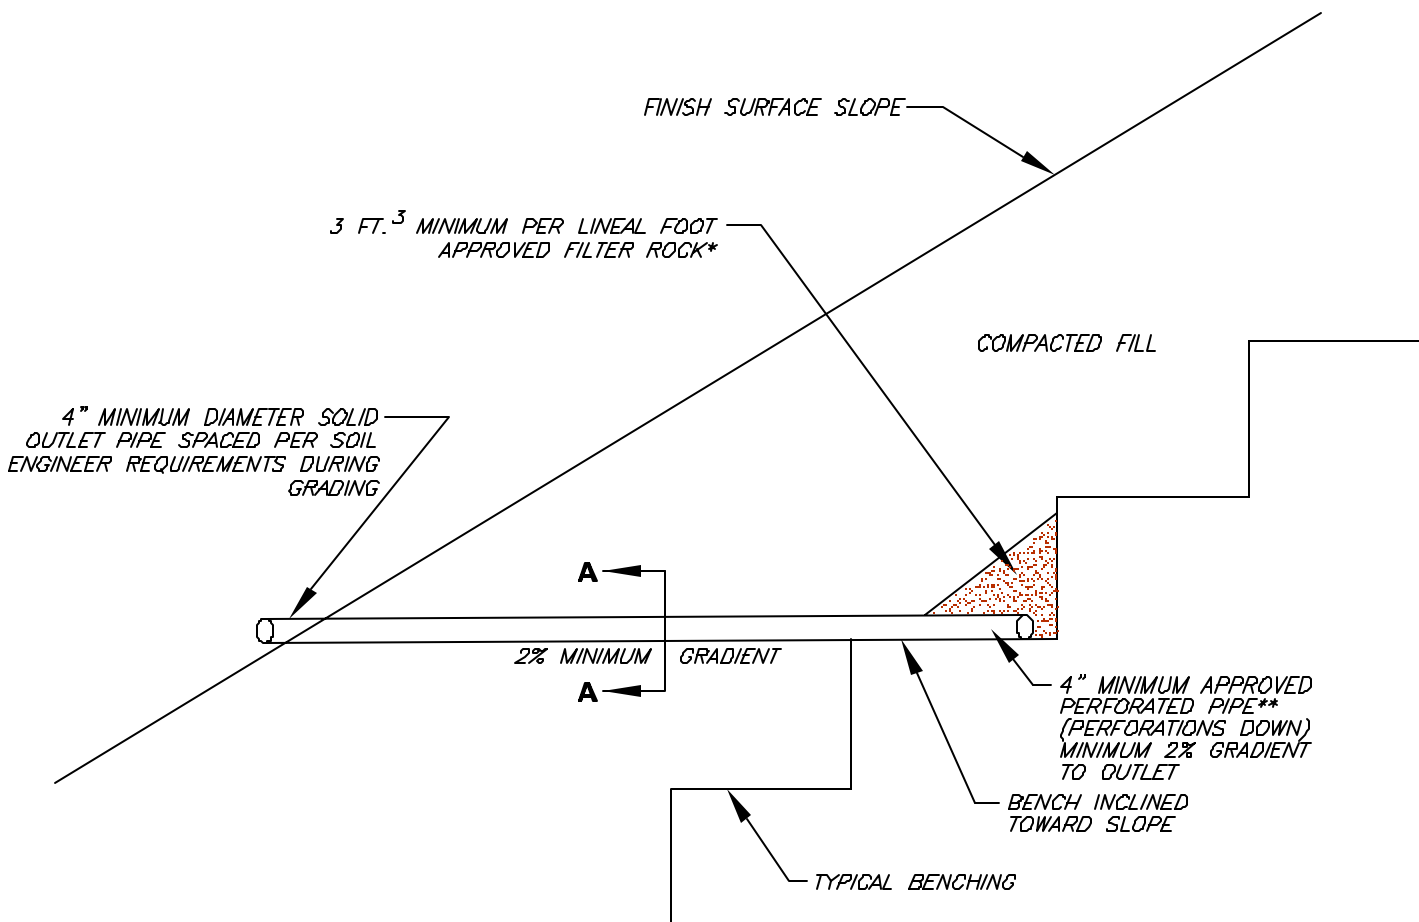 FINISH SURFACE SLOPE
3 FT.³ MINIMUM PER LINEAL FOOT
APPROVED FILTER ROCK*
COMPACTED FILL
4" MINIMUM DIAMETER SOLID
OUTLET PIPE SPACED PER SOIL
ENGINEER REQUIREMENTS DURING
GRADING
A
2% MINIMUM GRADIENT
A
4" MINIMUM APPROVED
PERFORATED PIPE**
(PERFORATIONS DOWN)
MINIMUM 2% GRADIENT
TO OUTLET
BENCH INCLINED
TOWARD SLOPE
TYPICAL BENCHING